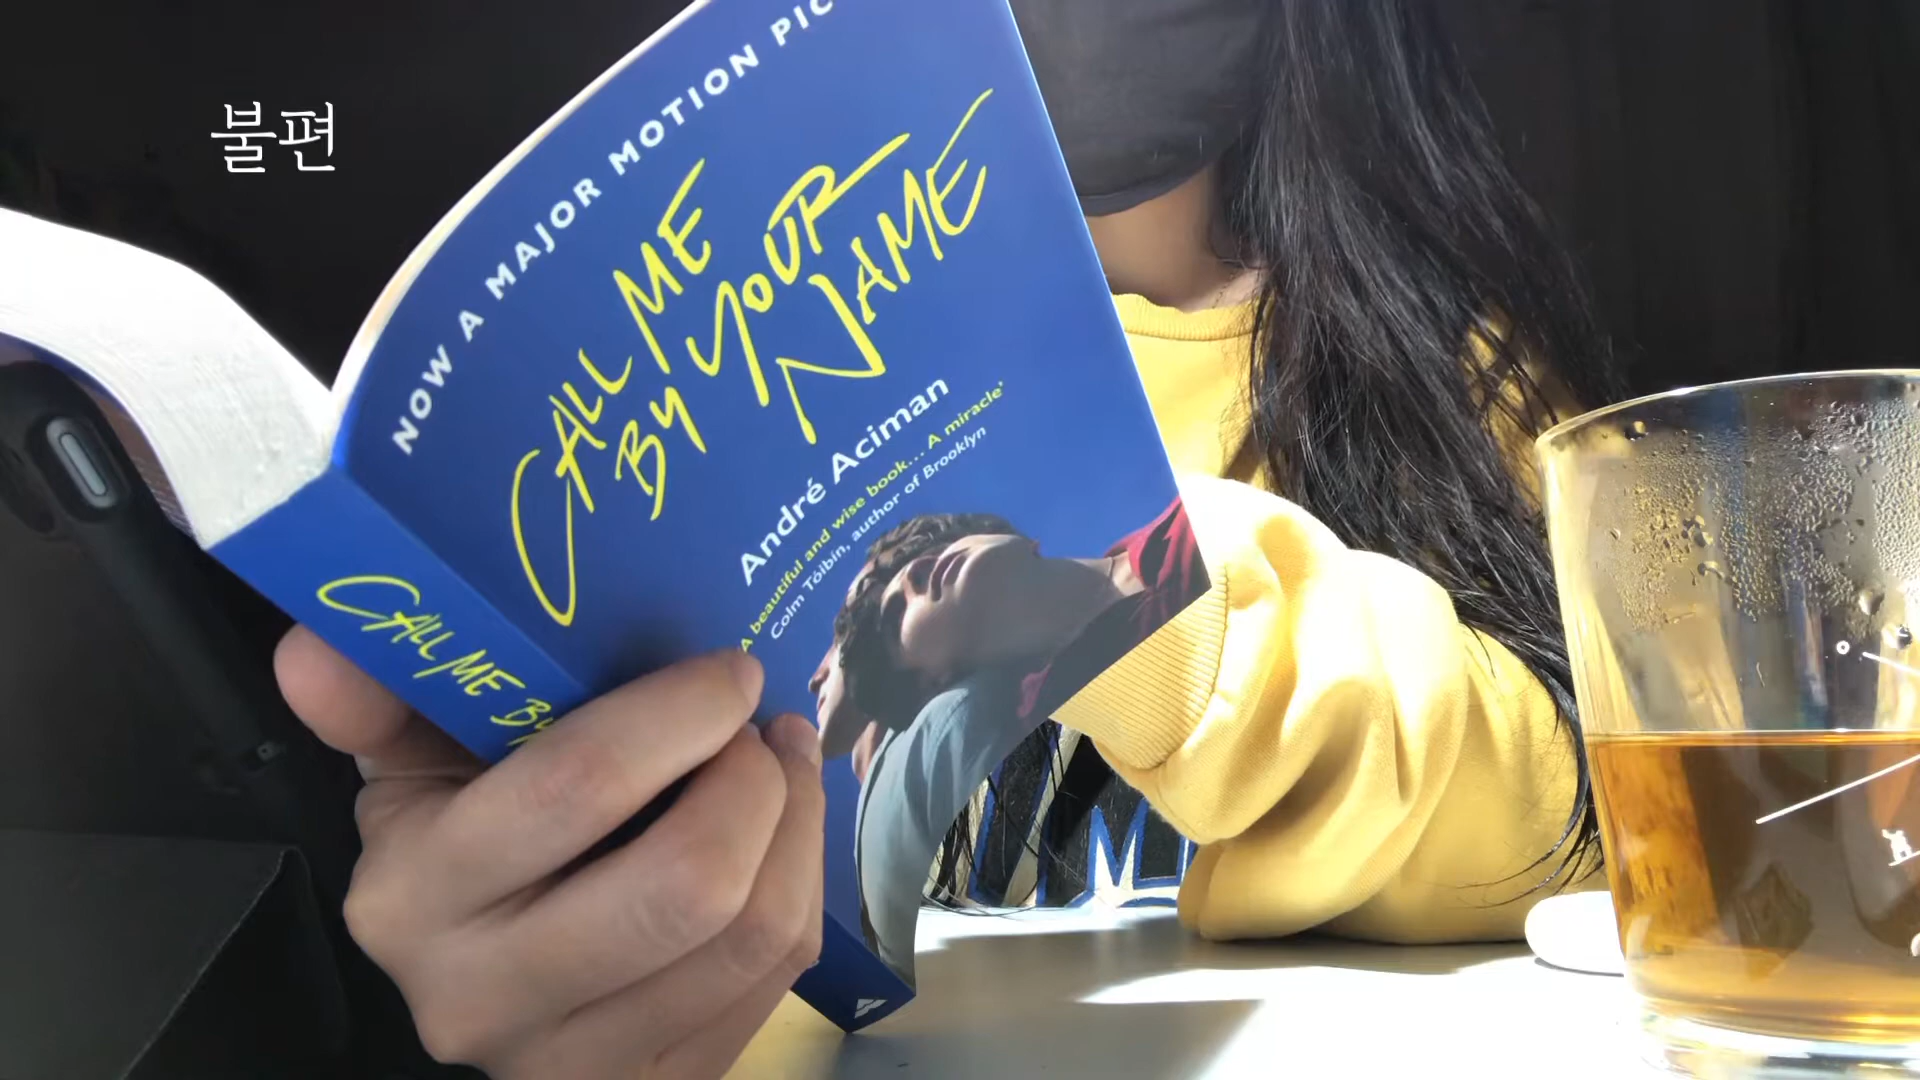 불편
NOW A MAJOR MOTION PIC
CALL ME
BY YOUR
NAME
André Aciman
A beautiful and wise book... A miracle'
Colm Tóibín, author of Brooklyn
CALL ME BY